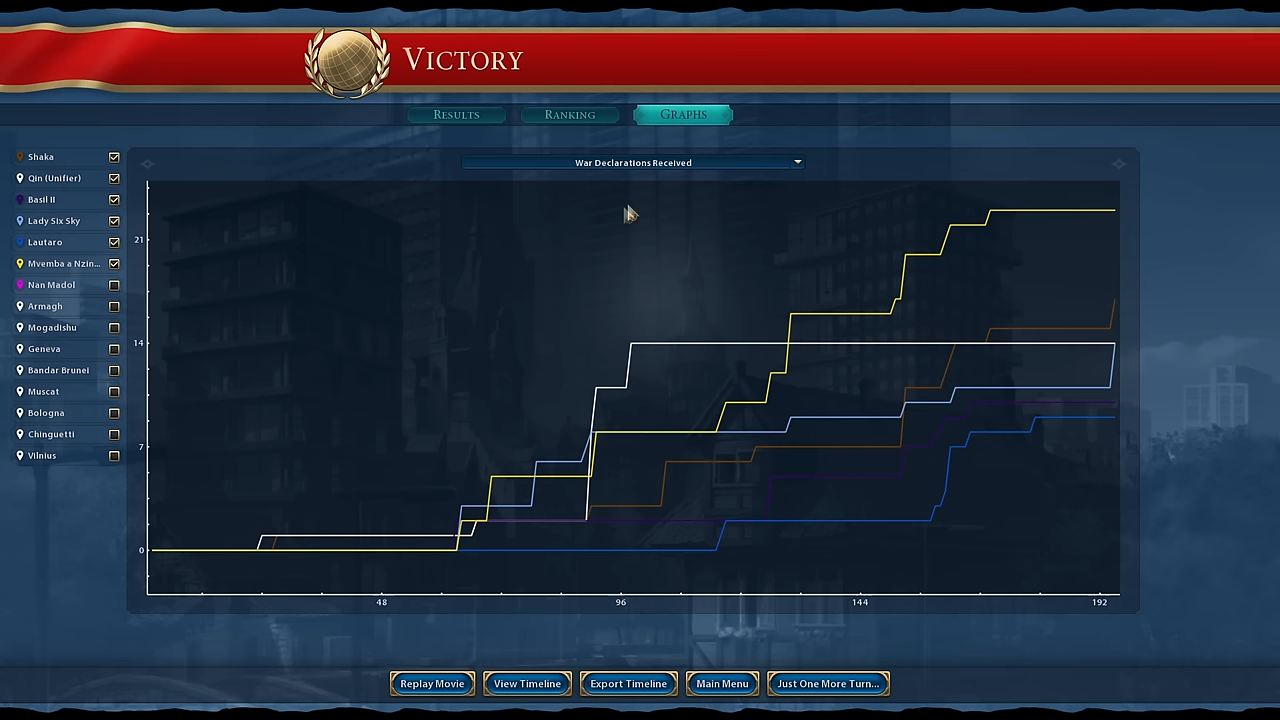 VICTORY
RESULTS
RANKING
GRAPHS
War Declarations Received
Shaka
Qin (Unifier)
Basil II
Lady Six Sky
Lautaro
Mvemba a Nzin...
Nan Madol
Armagh
Mogadishu
Geneva
Bandar Brunei
Muscat
Bologna
Chinguetti
Vilnius
21
14
7
0
48
96
144
192
Replay Movie
View Timeline
Export Timeline
Main Menu
Just One More Turn...